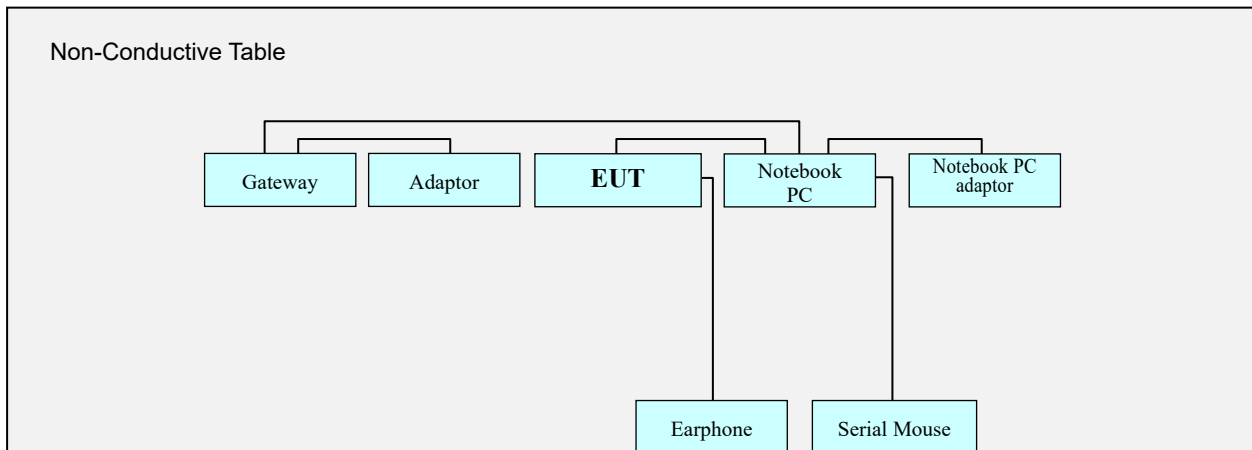 Non-Conductive Table
Gateway
Adaptor
EUT
Notebook
PC
Notebook PC
adaptor
Earphone
Serial Mouse